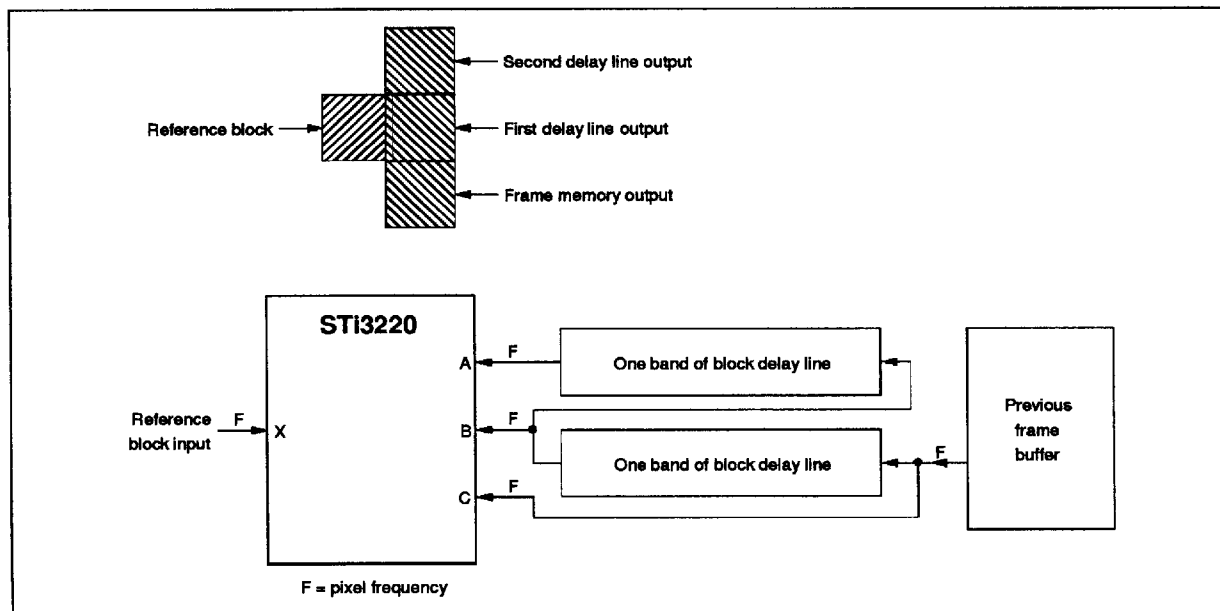 Second delay line output
Reference block
First delay line output
Frame memory output
STi3220
A
F
One band of block delay line
Reference
block input
F
X
B
F
One band of block delay line
F
Previous
frame
buffer
C
F
F = pixel frequency